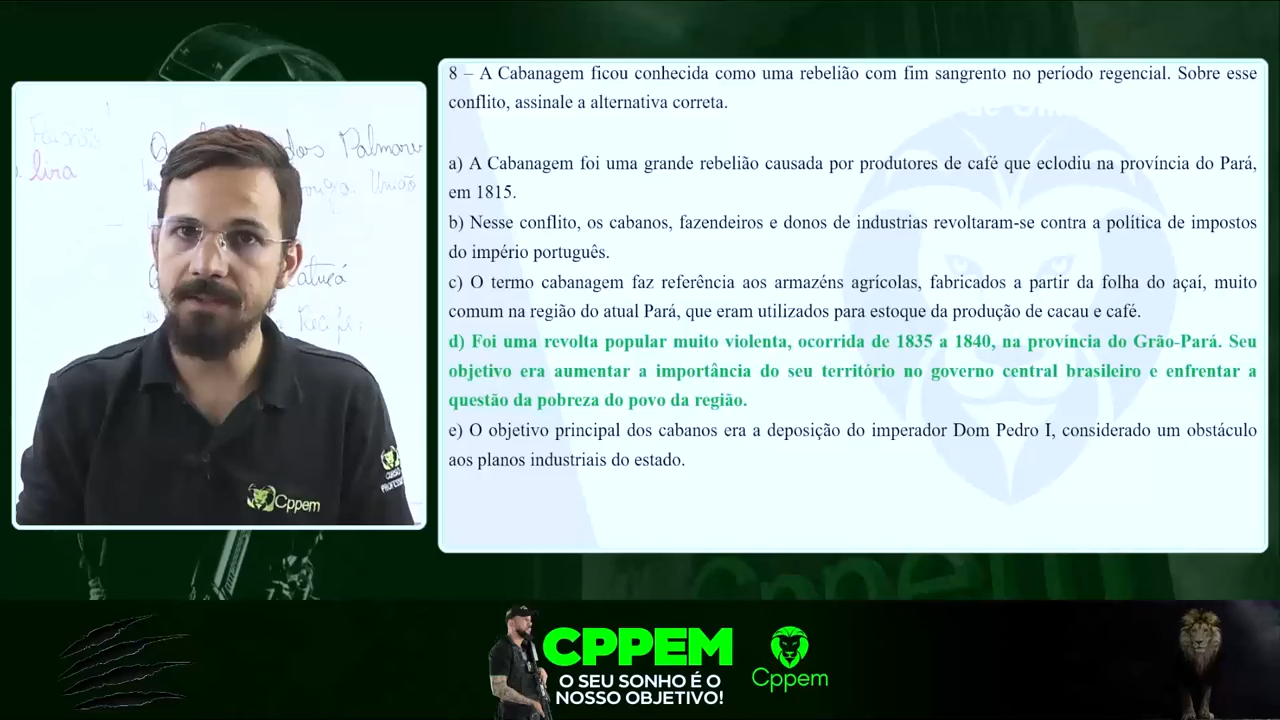 8 – A Cabanagem ficou conhecida como uma rebelião com fim sangrento no período regencial. Sobre esse
conflito, assinale a alternativa correta.
a) A Cabanagem foi uma grande rebelião causada por produtores de café que eclodiu na província do Pará,
em 1815.
b) Nesse conflito, os cabanos, fazendeiros e donos de industrias revoltaram-se contra a política de impostos
do império português.
c) O termo cabanagem faz referência aos armazéns agrícolas, fabricados a partir da folha do açaí, muito
comum na região do atual Pará, que eram utilizados para estoque da produção de cacau e café.
d) Foi uma revolta popular muito violenta, ocorrida de 1835 a 1840, na província do Grão-Pará. Seu
objetivo era aumentar a importância do seu território no governo central brasileiro e enfrentar a
questão da pobreza do povo da região.
e) O objetivo principal dos cabanos era a deposição do imperador Dom Pedro I, considerado um obstáculo
aos planos industriais do estado.
lira
dos Palmares
União
Cppem
CPPEM
O SEU SONHO É O
NOSSO OBJETIVO!
Cppem
Cppem